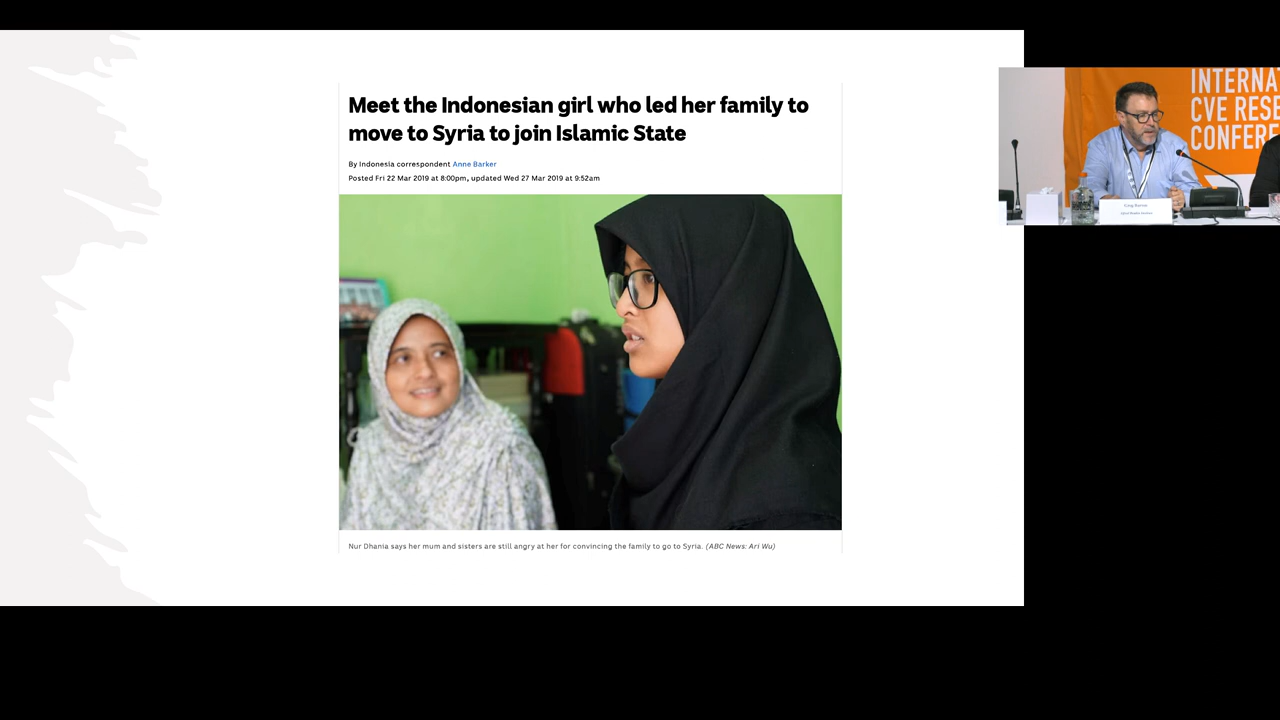 Meet the Indonesian girl who led her family to
move to Syria to join Islamic State
By Indonesia correspondent Anne Barker
Posted Fri 22 Mar 2019 at 8:00pm, updated Wed 27 Mar 2019 at 9:52am
Nur Dhania says her mum and sisters are still angry at her for convincing the family to go to Syria. (ABC News: Ari Wu)
INTERNA
CVE RESE
CONFER
Greg Barton